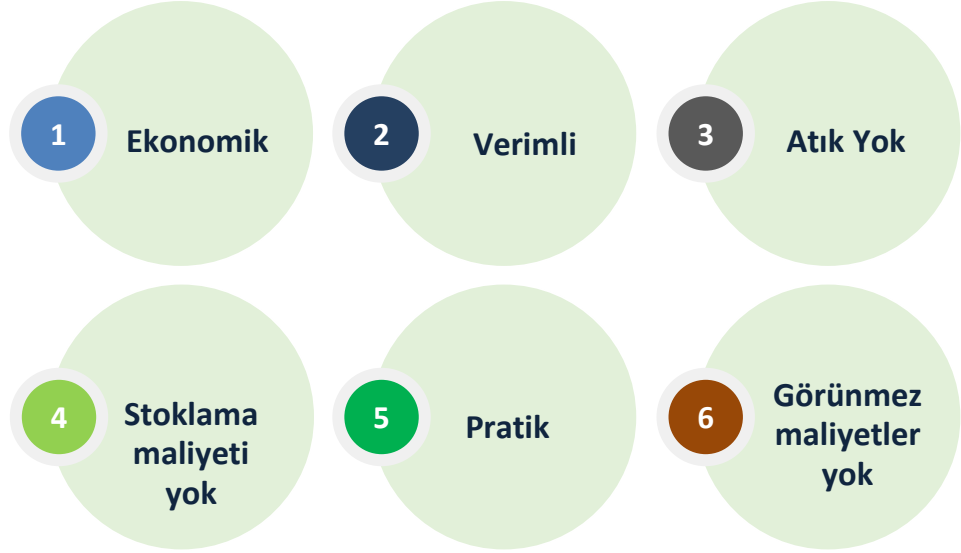 1 Ekonomik
2 Verimli
3 Atık Yok
4 Stoklama
maliyeti
yok
5 Pratik
6 Görünmez
maliyetler
yok